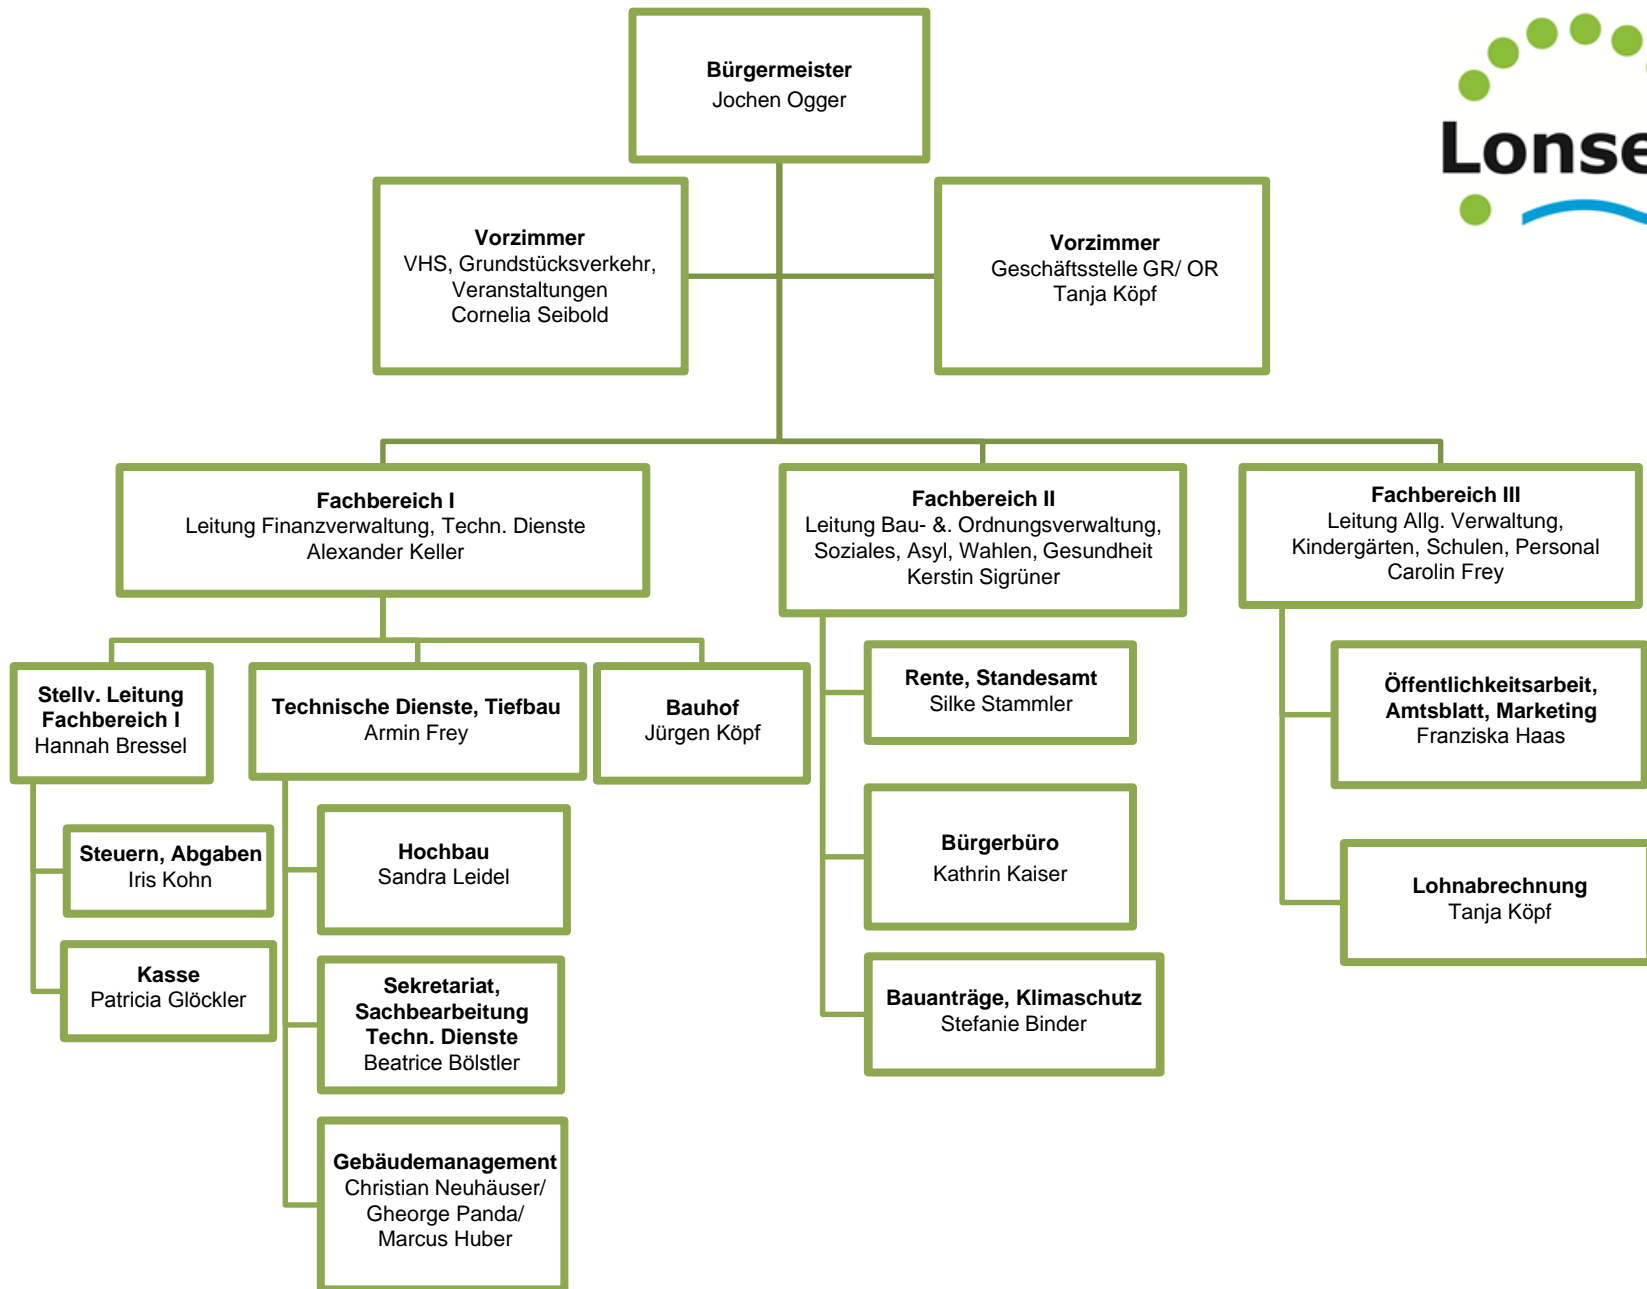 Bürgermeister
Jochen Ogger
Lonse
Vorzimmer
VHS, Grundstücksverkehr,
Veranstaltungen
Cornelia Seibold
Vorzimmer
Geschäftsstelle GR/ OR
Tanja Köpf
Fachbereich I
Leitung Finanzverwaltung, Techn. Dienste
Alexander Keller
Fachbereich II
Leitung Bau- &. Ordnungsverwaltung,
Soziales, Asyl, Wahlen, Gesundheit
Kerstin Sigrüner
Fachbereich III
Leitung Allg. Verwaltung,
Kindergärten, Schulen, Personal
Carolin Frey
Stellv. Leitung
Fachbereich I
Hannah Bressel
Technische Dienste, Tiefbau
Armin Frey
Bauhof
Jürgen Köpf
Steuern, Abgaben
Iris Kohn
Kasse
Patricia Glöckler
Hochbau
Sandra Leidel
Sekretariat,
Sachbearbeitung
Techn. Dienste
Beatrice Bölstler
Gebäudemanagement
Christian Neuhäuser/
Gheorge Panda/
Marcus Huber
Rente, Standesamt
Silke Stammler
Bürgerbüro
Kathrin Kaiser
Bauanträge, Klimaschutz
Stefanie Binder
Öffentlichkeitsarbeit,
Amtsblatt, Marketing
Franziska Haas
Lohnabrechnung
Tanja Köpf